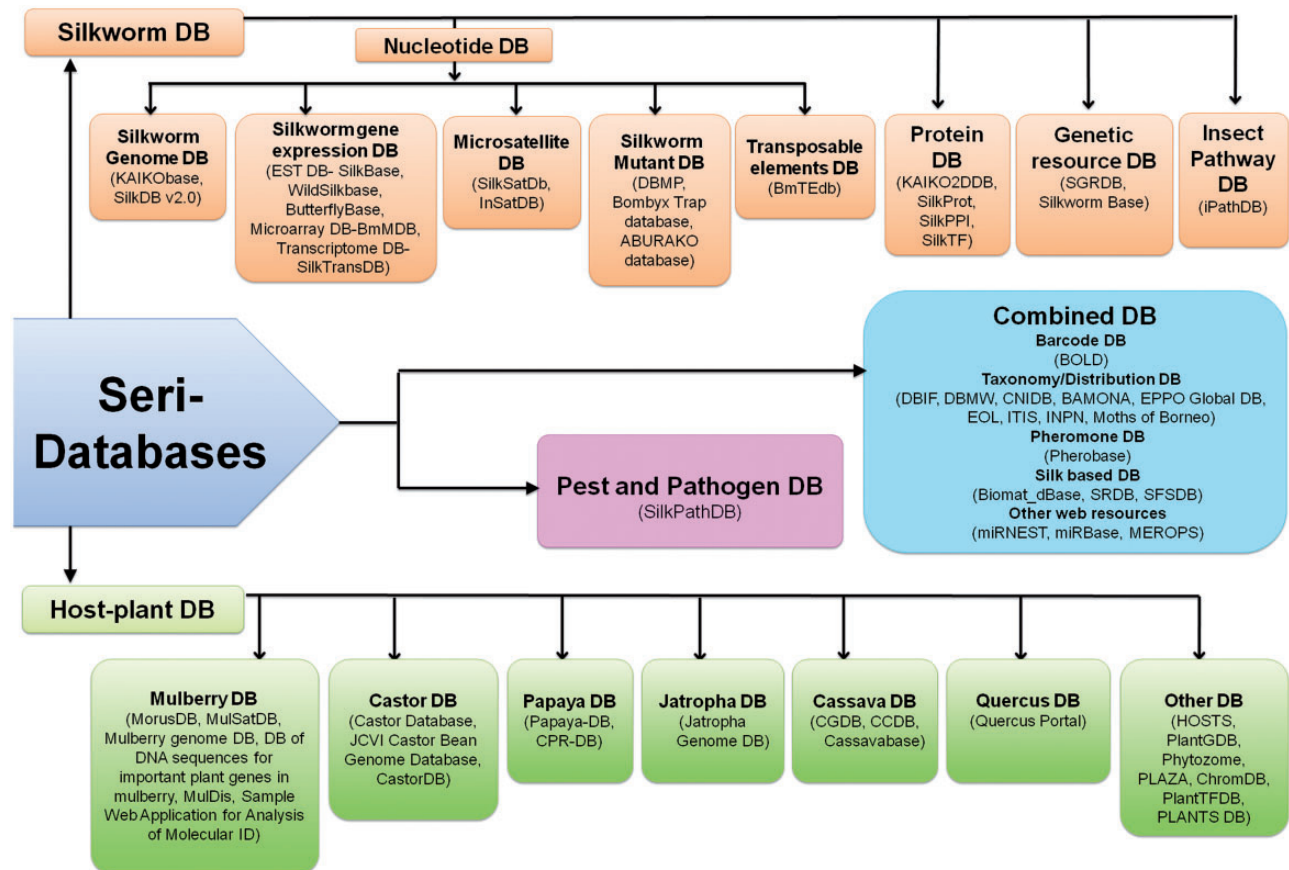 Silkworm DB
Nucleotide DB
Silkworm
Genome DB
(KAIKObase,
SilkDB v2.0)
Silkworm gene
expression DB
(EST DB- SilkBase,
WildSilkbase,
ButterflyBase,
Microarray DB-BmMDB,
Transcriptome DB-
SilkTransDB)
Microsatellite
DB
(SilkSatDb,
InSatDB)
Silkworm
Mutant DB
(DBMP,
Bombyx Trap
database,
ABURAKO
database)
Transposable
elements DB
(BmTEdb)
Protein
DB
(KAIKO2DDB,
SilkProt,
SilkPPI,
SilkTF)
Genetic
resource DB
(SGRDB,
Silkworm Base)
Insect
Pathway
DB
(iPathDB)
Seri-
Databases
Combined DB
Barcode DB
(BOLD)
Taxonomy/Distribution DB
(DBIF, DBMW, CNIDB, BAMONA, EPPO Global DB,
EOL, ITIS, INPN, Moths of Borneo)
Pheromone DB
(Pherobase)
Silk based DB
(Biomat_dBase, SRDB, SFSDB)
Other web resources
(miRNEST, miRBase, MEROPS)
Pest and Pathogen DB
(SilkPathDB)
Host-plant DB
Mulberry DB
(MorusDB, MulSatDB,
Mulberry genome DB, DB of
DNA sequences for
important plant genes in
mulberry, MulDis, Sample
Web Application for Analysis
of Molecular ID)
Castor DB
(Castor Database,
JCVI Castor Bean
Genome Database,
CastorDB)
Papaya DB
(Papaya-DB,
CPR-DB)
Jatropha DB
(Jatropha
Genome DB)
Cassava DB
(CGDB, CCDB,
Cassavabase)
Quercus DB
(Quercus Portal)
Other DB
(HOSTS,
PlantGDB,
Phytozome,
PLAZA, ChromDB,
PlantTFDB,
PLANTS DB)